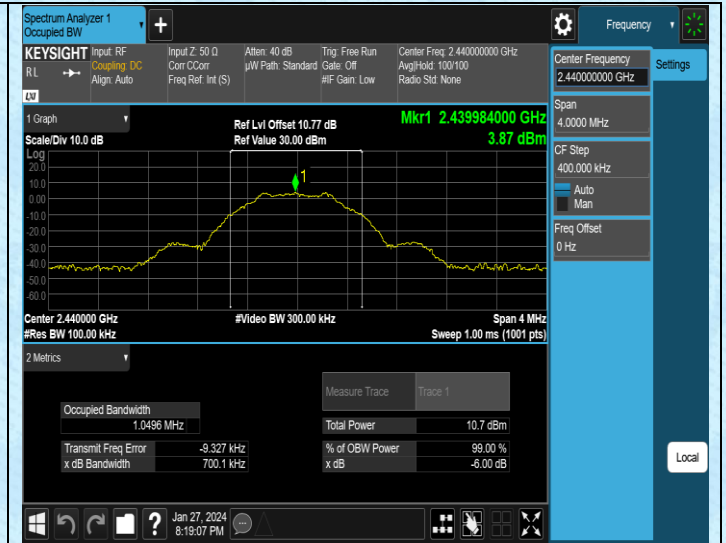 Spectrum Analyzer 1
Occupied BW
Frequency
KEYSIGHT
RL
LXI
Input: RF
Coupling: DC
Align: Auto
Input Z: 50 Ω
Corr CCorr
Freq Ref: Int (S)
Atten: 40 dB
µW Path: Standard
Trig: Free Run
Gate: Off
#IF Gain: Low
Center Freq: 2.440000000 GHz
Avg|Hold: 100/100
Radio Std: None
Center Frequency
2.440000000 GHz
Settings
Span
4.0000 MHz
CF Step
400.000 kHz
Auto
Man
Freq Offset
0 Hz
1 Graph
Scale/Div 10.0 dB
Ref Lvl Offset 10.77 dB
Ref Value 30.00 dBm
Mkr1 2.439984000 GHz
3.87 dBm
Log
20.0
10.0
0.00
-10.0
-20.0
-30.0
-40.0
-50.0
-60.0
1
Center 2.440000 GHz
#Res BW 100.00 kHz
#Video BW 300.00 kHz
Span 4 MHz
Sweep 1.00 ms (1001 pts)
2 Metrics
Measure Trace
Trace 1
Occupied Bandwidth
1.0496 MHz
Total Power
10.7 dBm
Transmit Freq Error
-9.327 kHz
% of OBW Power
99.00 %
x dB Bandwidth
700.1 kHz
x dB
-6.00 dB
Local
?
Jan 27, 2024
8:19:07 PM